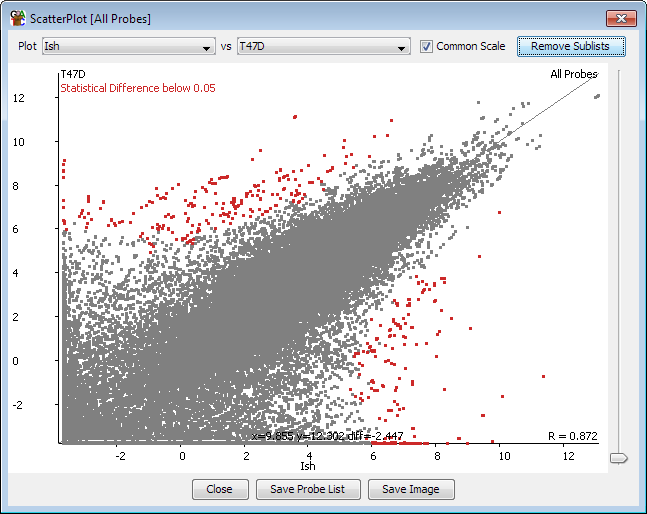 ScatterPlot [All Probes]
Plot Ish vs T47D Common Scale Remove Sublists
T47D All Probes
Statistical Difference below 0.05
12
10
8
6
4
2
0
-2
x=9.855 y=12.302 diff=-2.447 R = 0.872
-2 0 2 4 6 8 10 12
Ish
Close Save Probe List Save Image